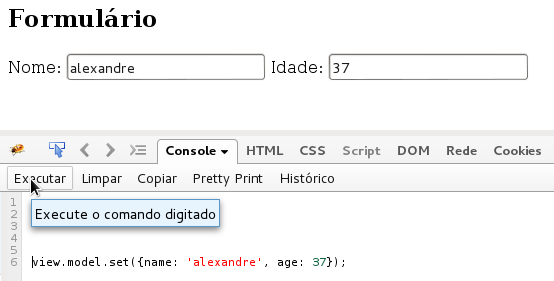 Formulário
Nome: alexandre Idade: 37
Console HTML CSS Script DOM Rede Cookies
Executar Limpar Copiar Pretty Print Histórico
1
Execute o comando digitado
2
3
4
5
6 view.model.set({name: 'alexandre', age: 37});